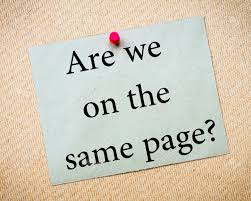 Are we
on the
same page?